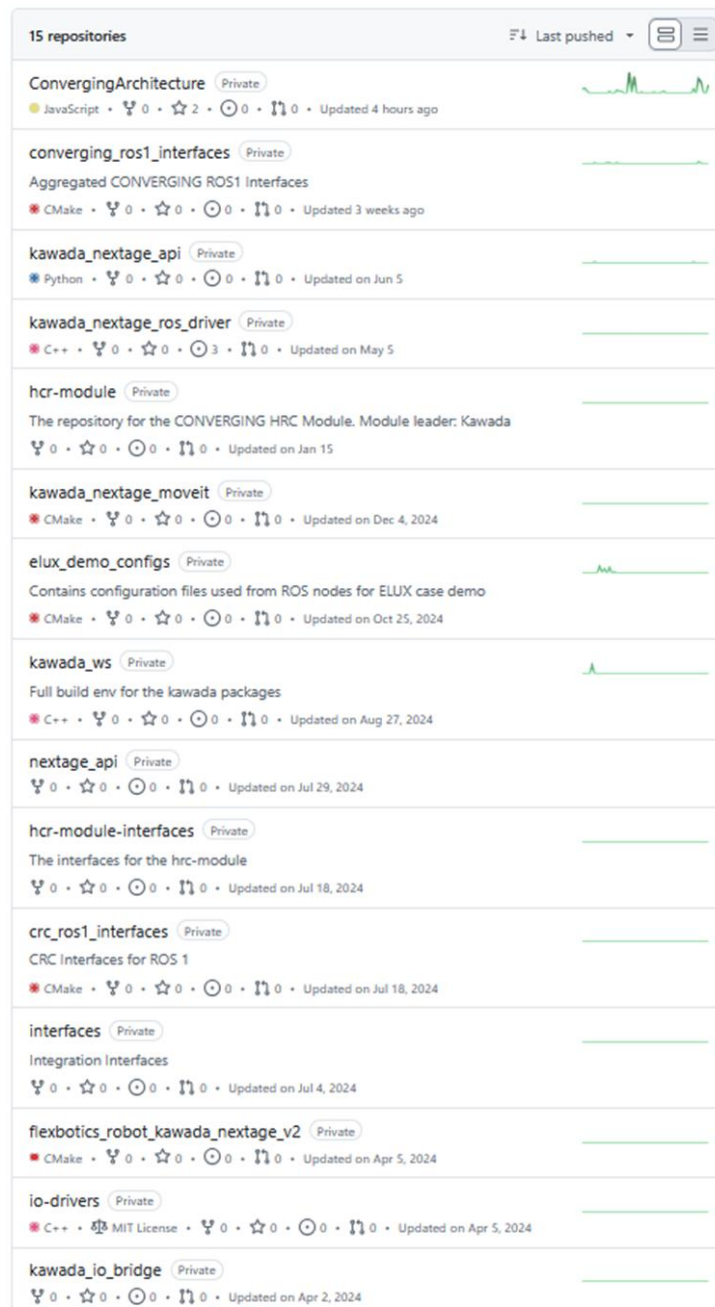 15 repositories Last pushed
ConvergingArchitecture Private
JavaScript • 0 • 2 • 0 • 0 • Updated 4 hours ago
converging_ros1_interfaces Private
Aggregated CONVERGING ROS1 Interfaces
CMake • 0 • 0 • 0 • 0 • Updated 3 weeks ago
kawada_nextage_api Private
Python • 0 • 0 • 0 • 0 • Updated on Jun 5
kawada_nextage_ros_driver Private
C++ • 0 • 0 • 3 • 0 • Updated on May 5
hcr-module Private
The repository for the CONVERGING HRC Module. Module leader: Kawada
0 • 0 • 0 • 0 • Updated on Jan 15
kawada_nextage_moveit Private
CMake • 0 • 0 • 0 • 0 • Updated on Dec 4, 2024
elux_demo_configs Private
Contains configuration files used from ROS nodes for ELUX case demo
CMake • 0 • 0 • 0 • 0 • Updated on Oct 25, 2024
kawada_ws Private
Full build env for the kawada packages
C++ • 0 • 0 • 0 • 0 • Updated on Aug 27, 2024
nextage_api Private
0 • 0 • 0 • 0 • Updated on Jul 29, 2024
hcr-module-interfaces Private
The interfaces for the hrc-module
0 • 0 • 0 • 0 • Updated on Jul 18, 2024
crc_ros1_interfaces Private
CRC Interfaces for ROS 1
CMake • 0 • 0 • 0 • 0 • Updated on Jul 18, 2024
interfaces Private
Integration Interfaces
0 • 0 • 0 • 0 • Updated on Jul 4, 2024
flexbotics_robot_kawada_nextage_v2 Private
CMake • 0 • 0 • 0 • 0 • Updated on Apr 5, 2024
io-drivers Private
C++ • MIT License • 0 • 0 • 0 • 0 • Updated on Apr 5, 2024
kawada_io_bridge Private
0 • 0 • 0 • 0 • Updated on Apr 2, 2024